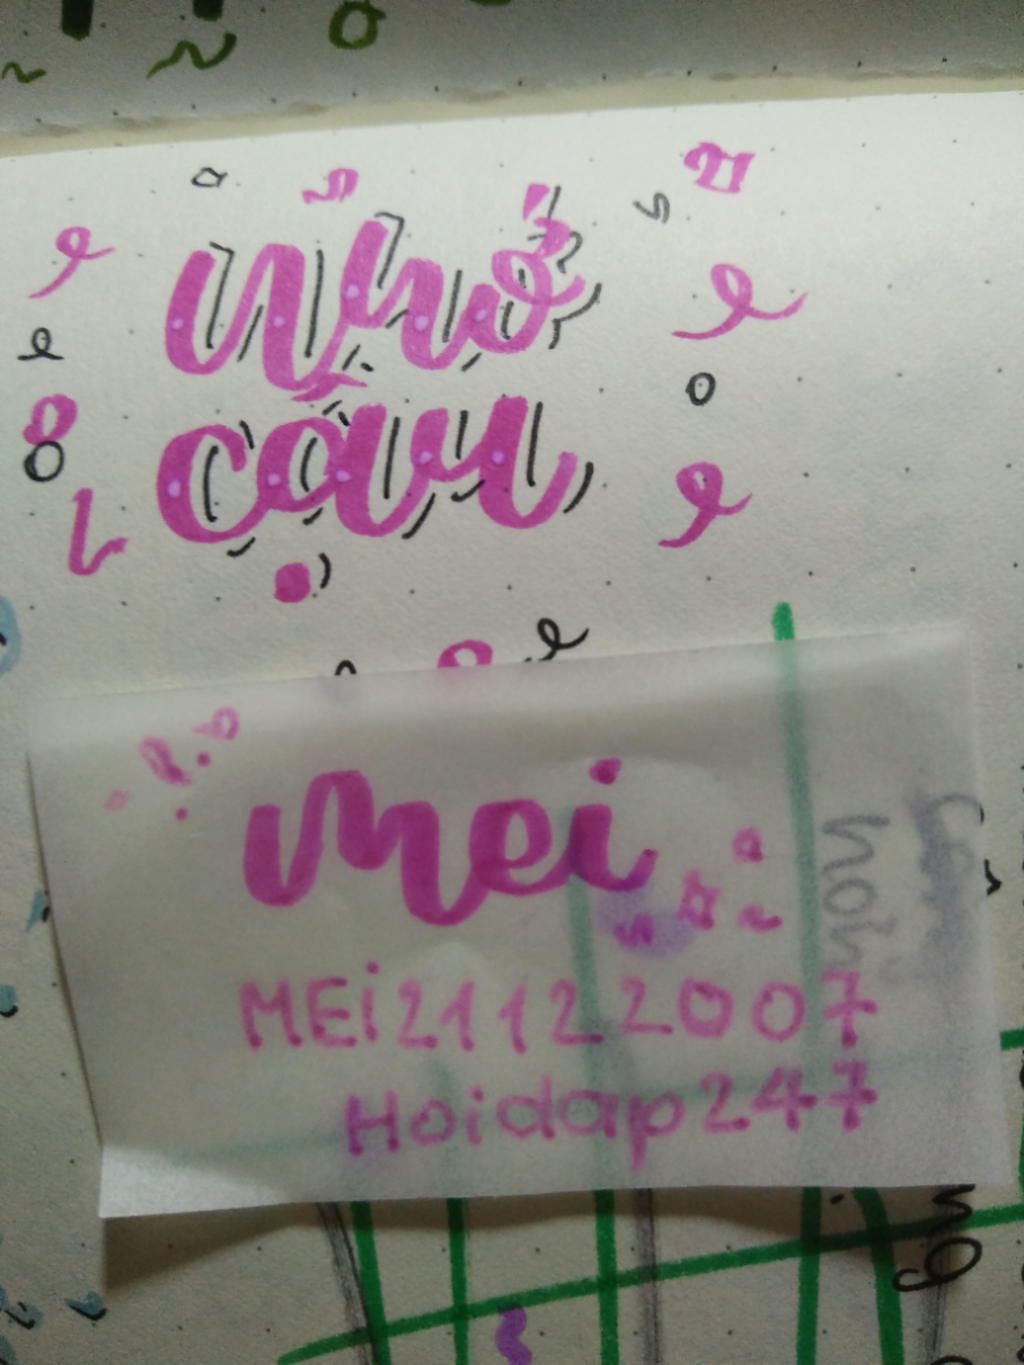 Nhớ
cậu
Mei
MEi21122007
Hoidap247